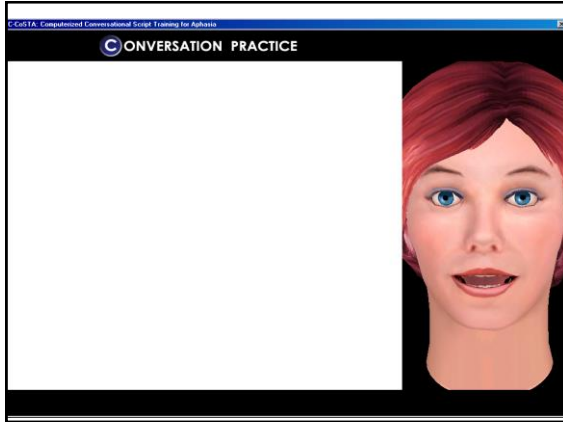 C-CoSTA: Computerized Conversational Script Training for Aphasia
CONVERSATION PRACTICE